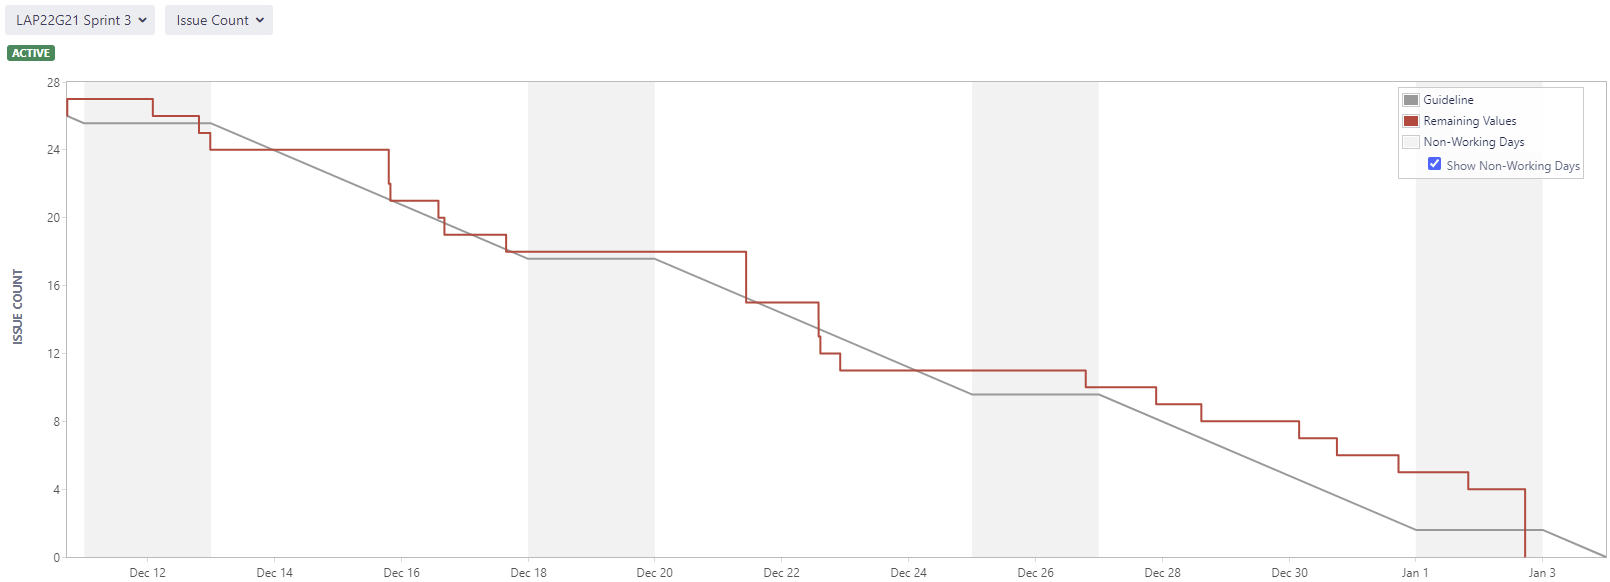 LAP22G21 Sprint 3 Issue Count
ACTIVE
28
24
20
16
12
8
4
0
ISSUE COUNT
Guideline
Remaining Values
Non-Working Days
Show Non-Working Days
Dec 12 Dec 14 Dec 16 Dec 18 Dec 20 Dec 22 Dec 24 Dec 26 Dec 28 Dec 30 Jan 1 Jan 3